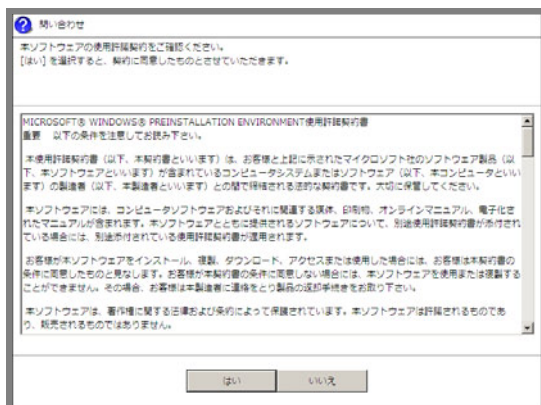 問い合わせ
本ソフトウェアの使用許諾契約をご確認ください。
[はい] を選択すると、契約に同意したものとさせていただきます。
MICROSOFT® WINDOWS® PREINSTALLATION ENVIRONMENT使用許諾契約書
重要　以下の条件を注意してお読み下さい。
本使用許諾契約書（以下、本契約書といいます）は、お客様と上記に示されたマイクロソフト社のソフトウェア製品（以
下、本ソフトウェアといいます）が含まれているコンピュータシステムまたはソフトウェア（以下、本コンピュータといい
ます）の製造者（以下、本製造者といいます）との間で締結される法的な契約書です。大切に保管してください。
本ソフトウェアには、コンピュータソフトウェアおよびそれに関連する媒体、印刷物、オンラインマニュアル、電子化さ
れたマニュアルが含まれます。本ソフトウェアとともに提供されるソフトウェアについて、別途使用許諾契約書が添付され
ている場合には、別途添付されている使用許諾契約書が適用されます。
お客様が本ソフトウェアをインストール、複製、ダウンロード、アクセスまたは使用した場合には、お客様は本契約書の
条件に同意したものと見なします。お客様が本契約書の条件に同意しない場合には、本ソフトウェアを使用または複製する
ことができません。その場合、お客様は本製造者に連絡をとり製品の返却手続きをお取り下さい。
本ソフトウェアは、著作権に関する法律および条約によって保護されています。本ソフトウェアは許諾されるものであ
り、販売されるものではありません。
はい
いいえ